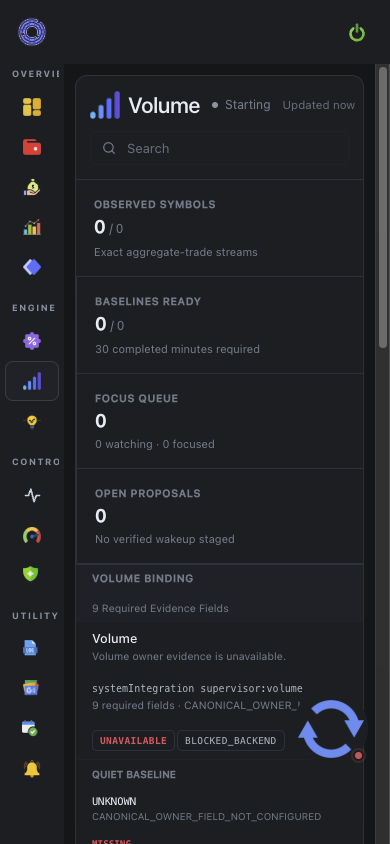 Volume
Starting
Updated now
Search
OVERVIE
OBSERVED SYMBOLS
0 / 0
Exact aggregate-trade streams
BASELINES READY
0 / 0
30 completed minutes required
ENGINE
FOCUS QUEUE
0
0 watching · 0 focused
CONTRO
OPEN PROPOSALS
0
No verified wakeup staged
VOLUME BINDING
9 Required Evidence Fields
UTILITY
Volume
Volume owner evidence is unavailable.
systemIntegration supervisor:volume
9 required fields · CANONICAL_OWNER_
UNAVAILABLE
BLOCKED_BACKEND
QUIET BASELINE
UNKNOWN
CANONICAL_OWNER_FIELD_NOT_CONFIGURED
MISSING